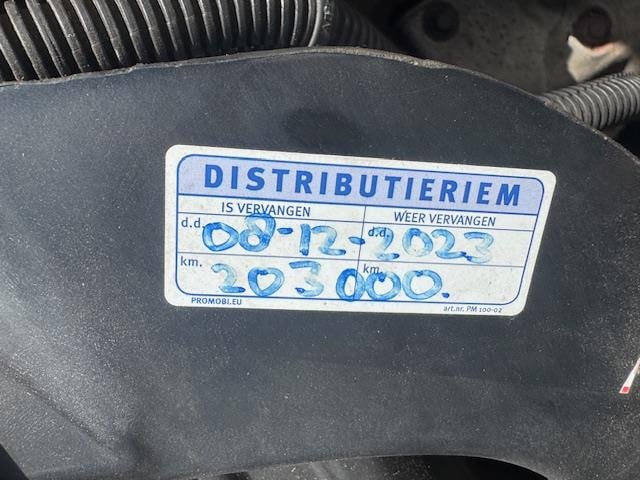 DISTRIBUTIERIEM
IS VERVANGEN WEER VERVANGEN
d.d. 08-12-2023 d.d.
km. 203000. km.
PROMOBI.EU art.nr. PM 100-02